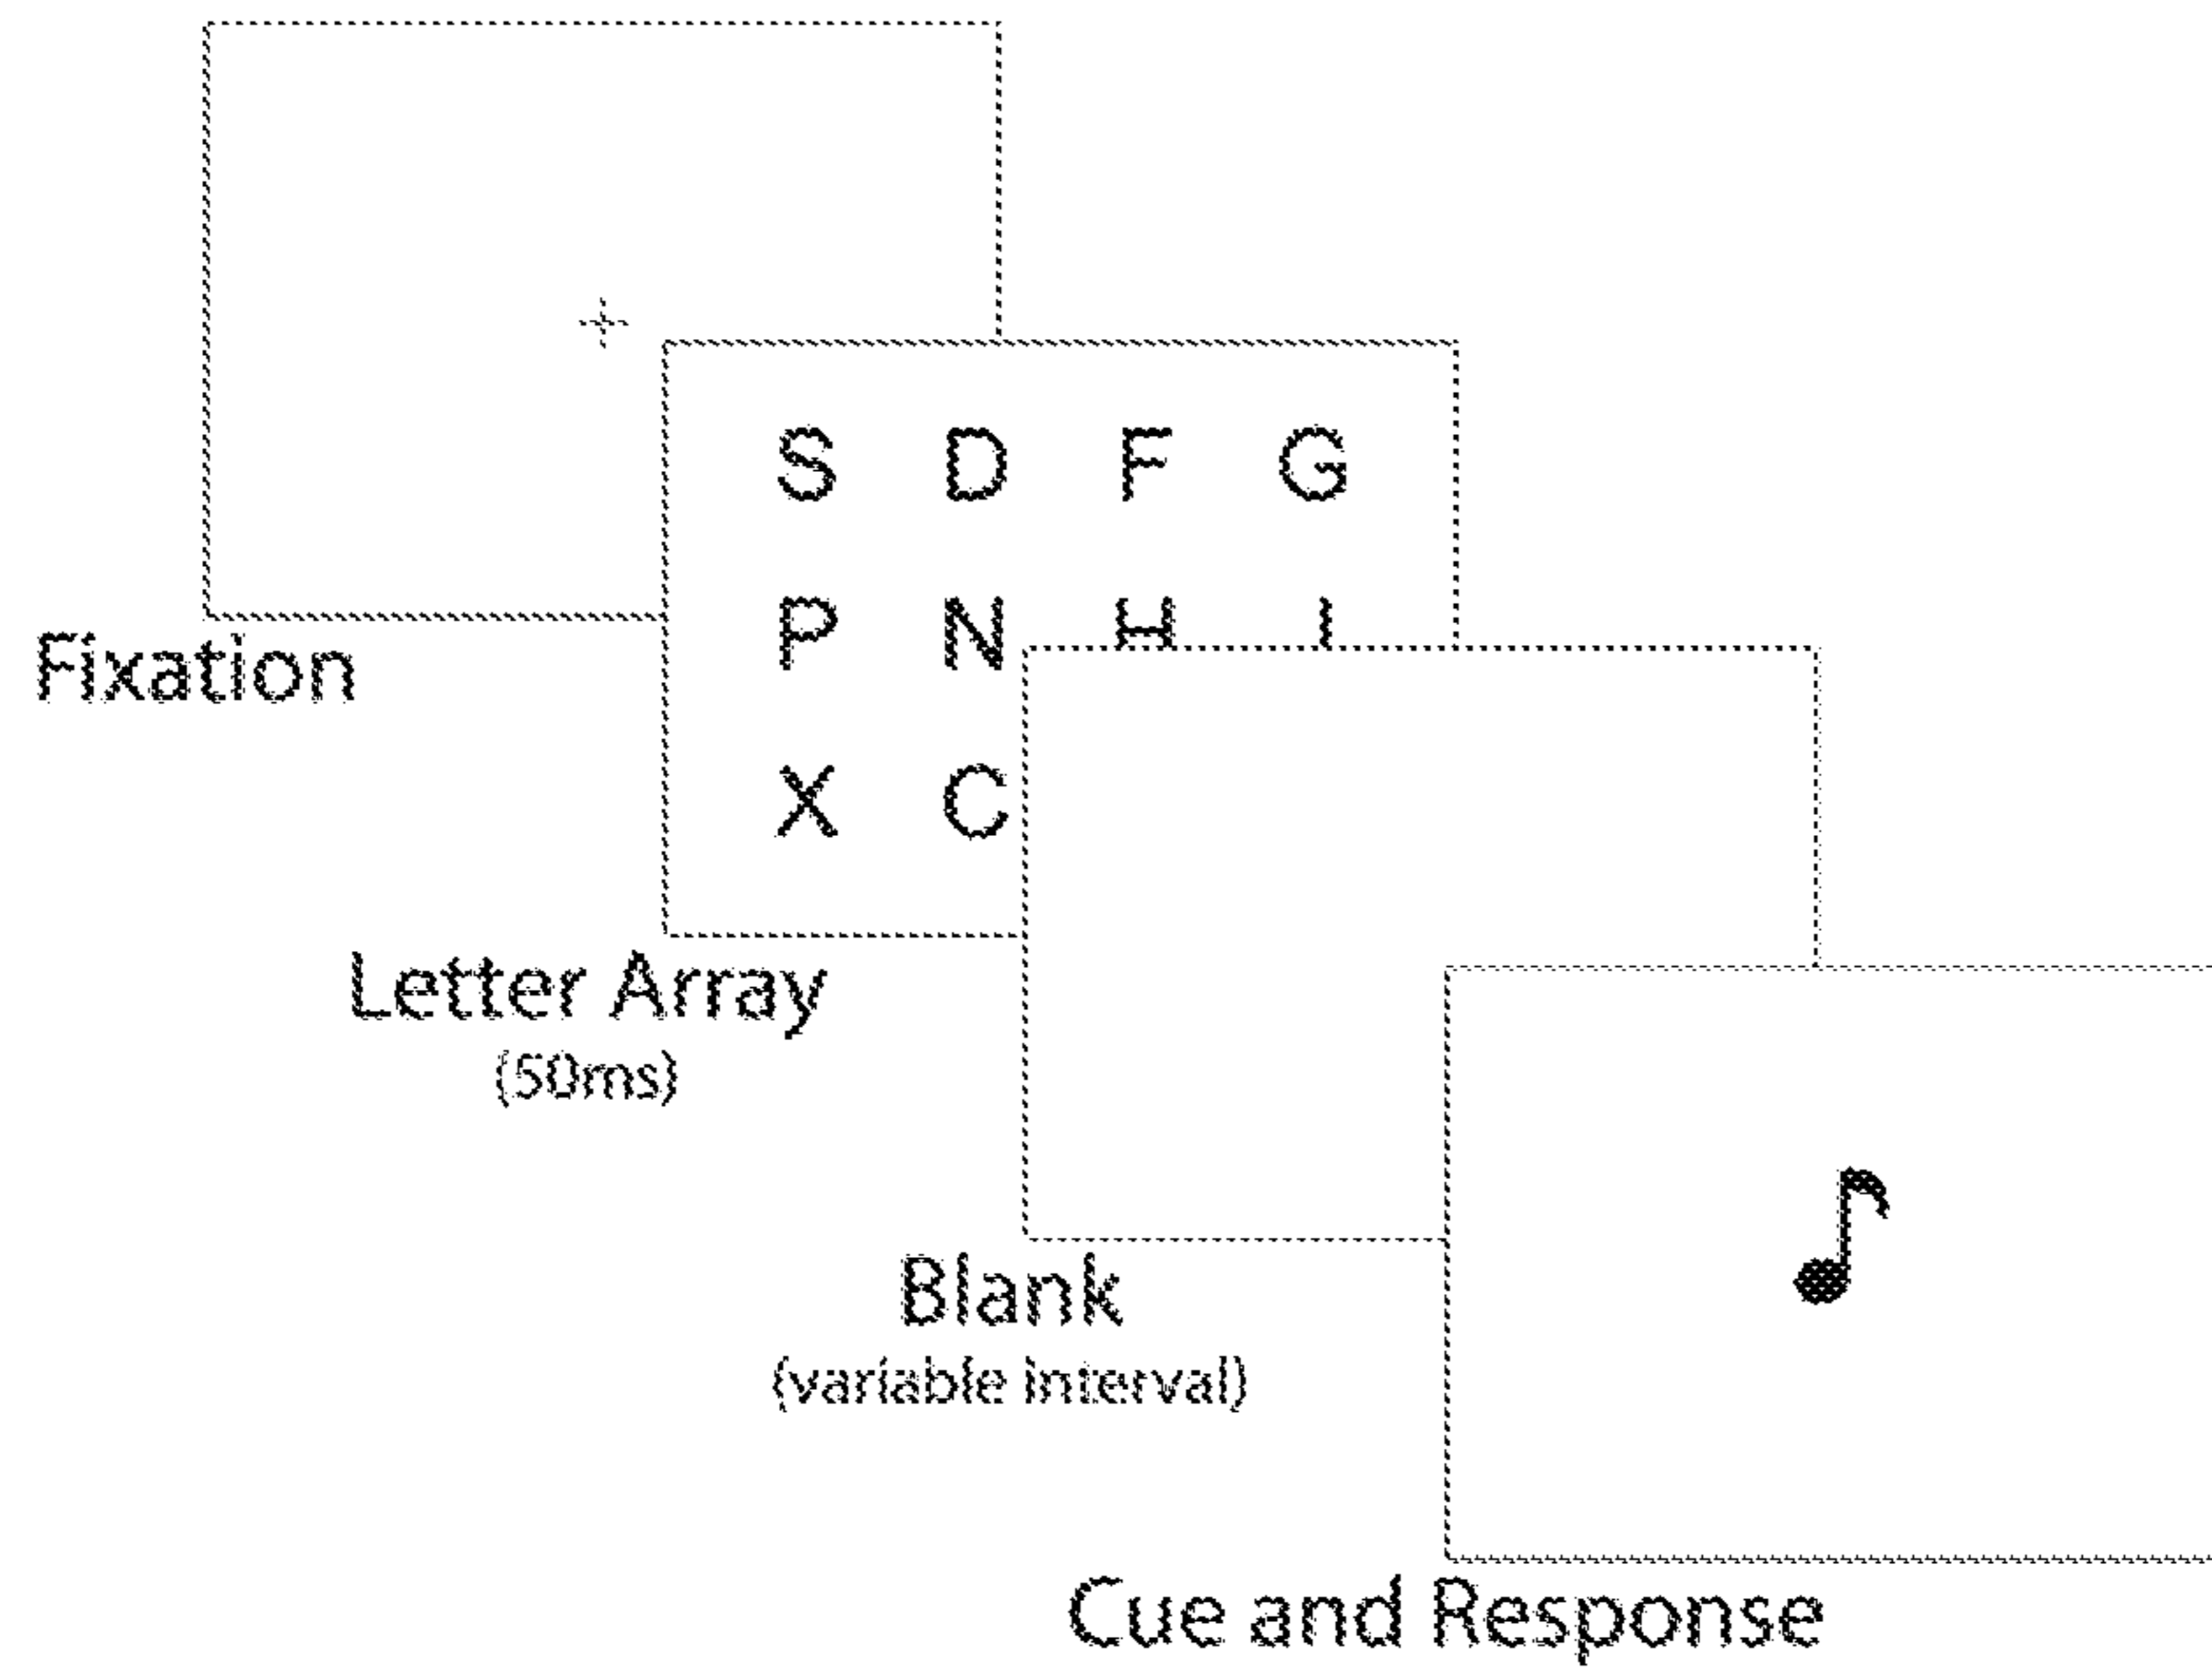 S D F G
P N H
Fixation
X C
Letter Array
(50ms)
Blank
(variable interval)
Cue and Response